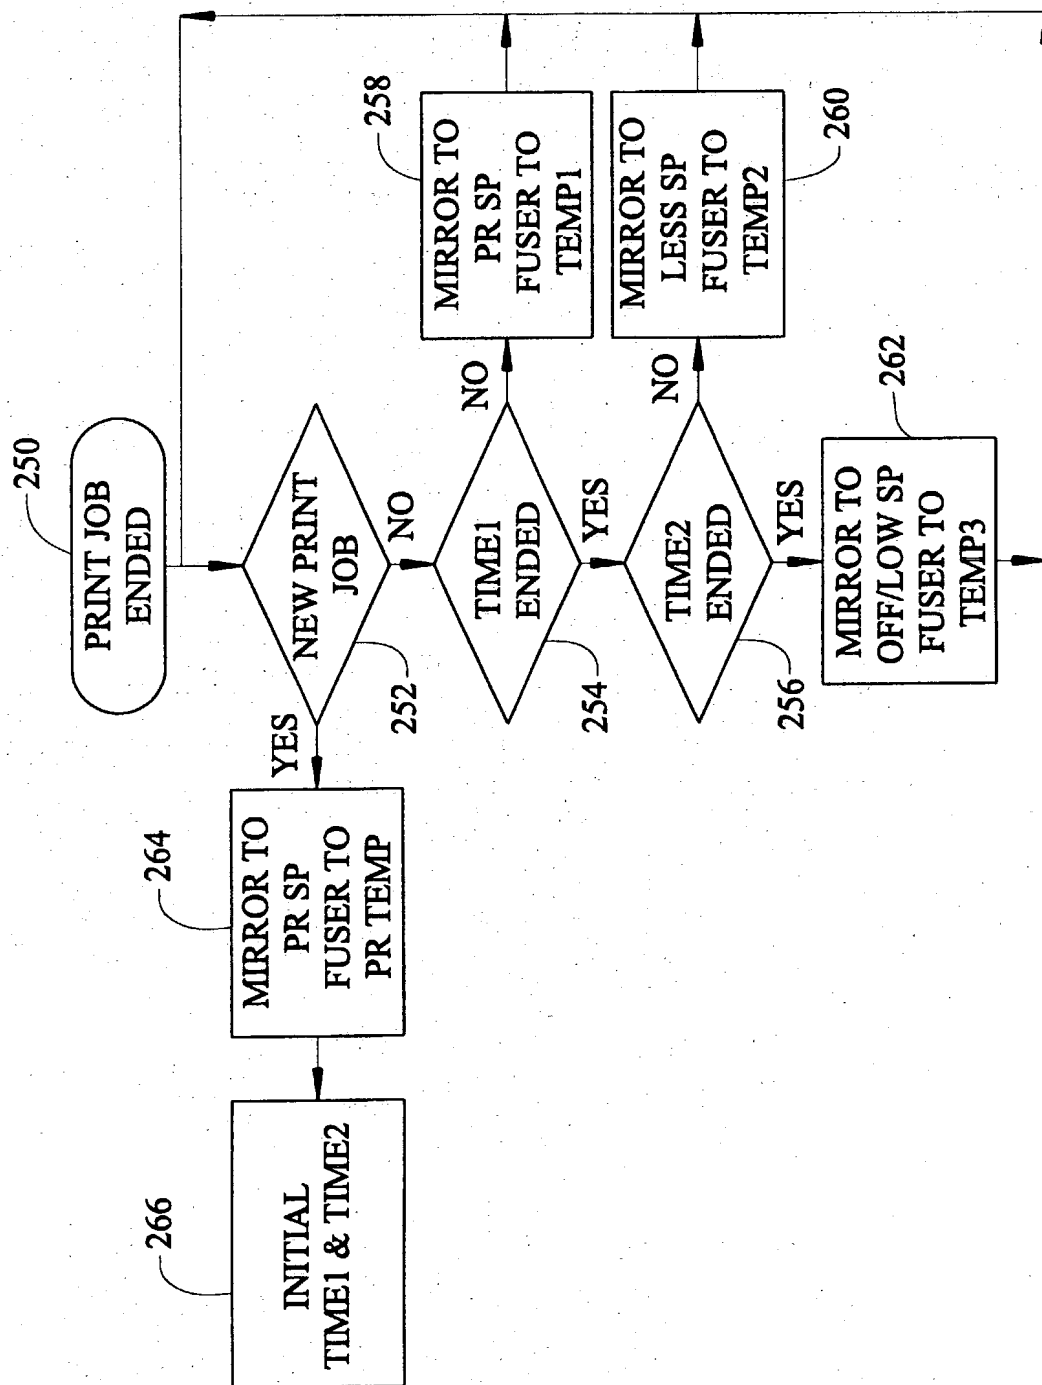 250
PRINT JOB
ENDED
NEW PRINT
JOB
252
YES
NO
264
MIRROR TO
PR SP
FUSER TO
PR TEMP
266
INITIAL
TIME1 & TIME2
TIME1
ENDED
254
NO
YES
258
MIRROR TO
PR SP
FUSER TO
TEMP1
TIME2
ENDED
256
NO
YES
260
MIRROR TO
LESS SP
FUSER TO
TEMP2
262
MIRROR TO
OFF/LOW SP
FUSER TO
TEMP3